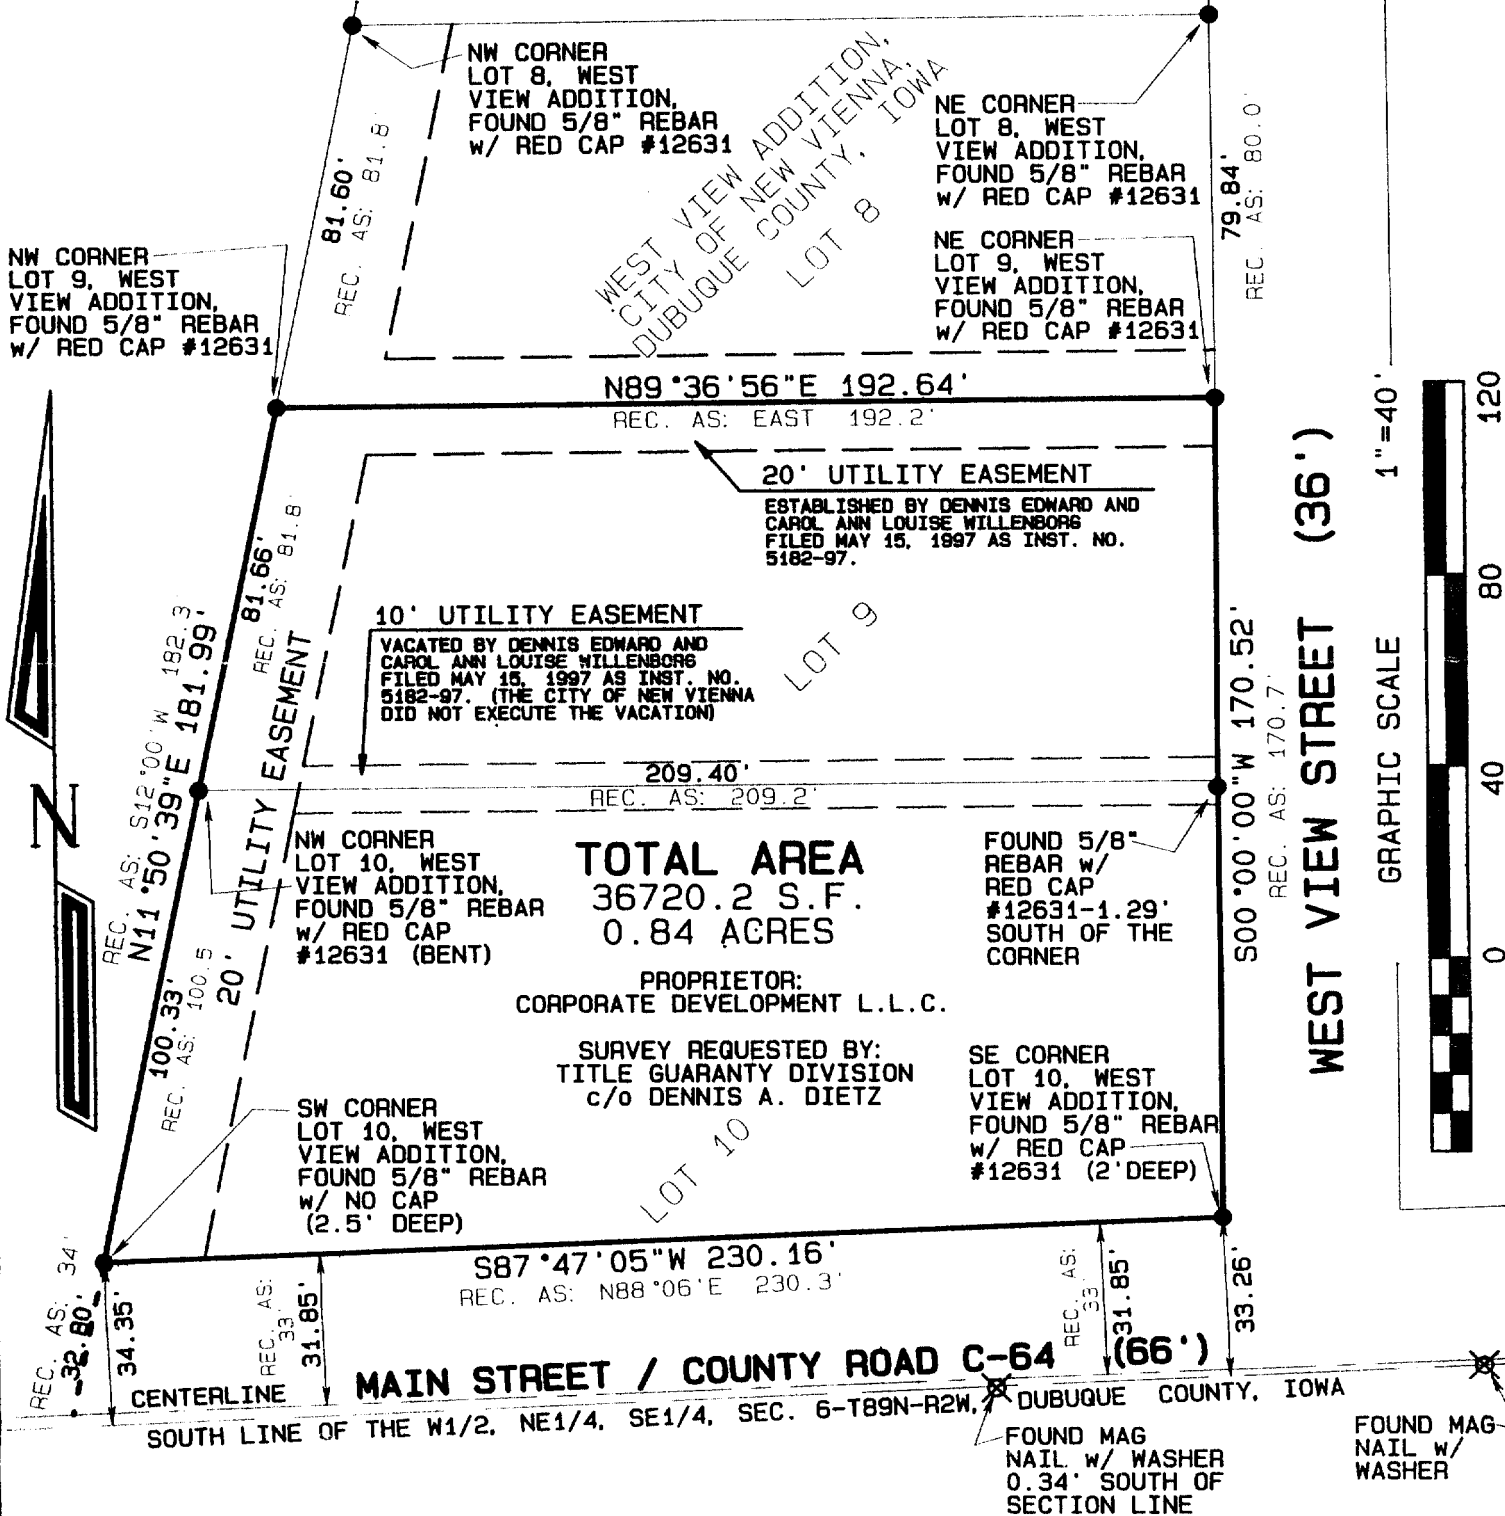 NW CORNER
LOT 8, WEST
VIEW ADDITION,
FOUND 5/8" REBAR
w/ RED CAP #12631
WEST VIEW ADDITION,
CITY OF NEW VIENNA,
DUBUQUE COUNTY, IOWA
LOT 8
NE CORNER
LOT 8, WEST
VIEW ADDITION,
FOUND 5/8" REBAR
w/ RED CAP #12631
79.84'
REC. AS: 80.0'
81.60'
REC. AS: 81.8'
NW CORNER
LOT 9, WEST
VIEW ADDITION,
FOUND 5/8" REBAR
w/ RED CAP #12631
NE CORNER
LOT 9, WEST
VIEW ADDITION,
FOUND 5/8" REBAR
w/ RED CAP #12631
N89°36'56"E 192.64'
REC. AS: EAST 192.2'
20' UTILITY EASEMENT
ESTABLISHED BY DENNIS EDWARD AND
CAROL ANN LOUISE WILLENBORG
FILED MAY 15, 1997 AS INST. NO.
5182-97.
81.66'
REC. AS: 81.8'
10' UTILITY EASEMENT
VACATED BY DENNIS EDWARD AND
CAROL ANN LOUISE WILLENBORG
FILED MAY 15, 1997 AS INST. NO.
5182-97. (THE CITY OF NEW VIENNA
DID NOT EXECUTE THE VACATION)
LOT 9
REC. AS: S12°00'W 182.3'
N11°50'39"E 181.99'
20' UTILITY EASEMENT
209.40'
REC. AS: 209.2'
S00°00'00"W 170.52'
REC. AS: 170.7'
WEST VIEW STREET (36')
GRAPHIC SCALE 1"=40'
120
80
40
0
N
NW CORNER
LOT 10, WEST
VIEW ADDITION,
FOUND 5/8" REBAR
w/ RED CAP
#12631 (BENT)
TOTAL AREA
36720.2 S.F.
0.84 ACRES
FOUND 5/8"
REBAR w/
RED CAP
#12631-1.29'
SOUTH OF THE
CORNER
PROPRIETOR:
CORPORATE DEVELOPMENT L.L.C.
SURVEY REQUESTED BY:
TITLE GUARANTY DIVISION
c/o DENNIS A. DIETZ
100.33'
REC. AS: 100.5
SW CORNER
LOT 10, WEST
VIEW ADDITION,
FOUND 5/8" REBAR
w/ NO CAP
(2.5' DEEP)
LOT 10
SE CORNER
LOT 10, WEST
VIEW ADDITION,
FOUND 5/8" REBAR
w/ RED CAP
#12631 (2'DEEP)
S87°47'05"W 230.16'
REC. AS: N88°06'E 230.3'
REC. AS: 34'
32.80'
34.35'
REC. AS:
33'
31.85'
REC. AS:
33'
31.85'
33.26'
MAIN STREET / COUNTY ROAD C-64 (66')
CENTERLINE
SOUTH LINE OF THE W1/2, NE1/4, SE1/4, SEC. 6-T89N-R2W, DUBUQUE COUNTY, IOWA
FOUND MAG
NAIL w/ WASHER
0.34' SOUTH OF
SECTION LINE
FOUND MAG
NAIL w/
WASHER